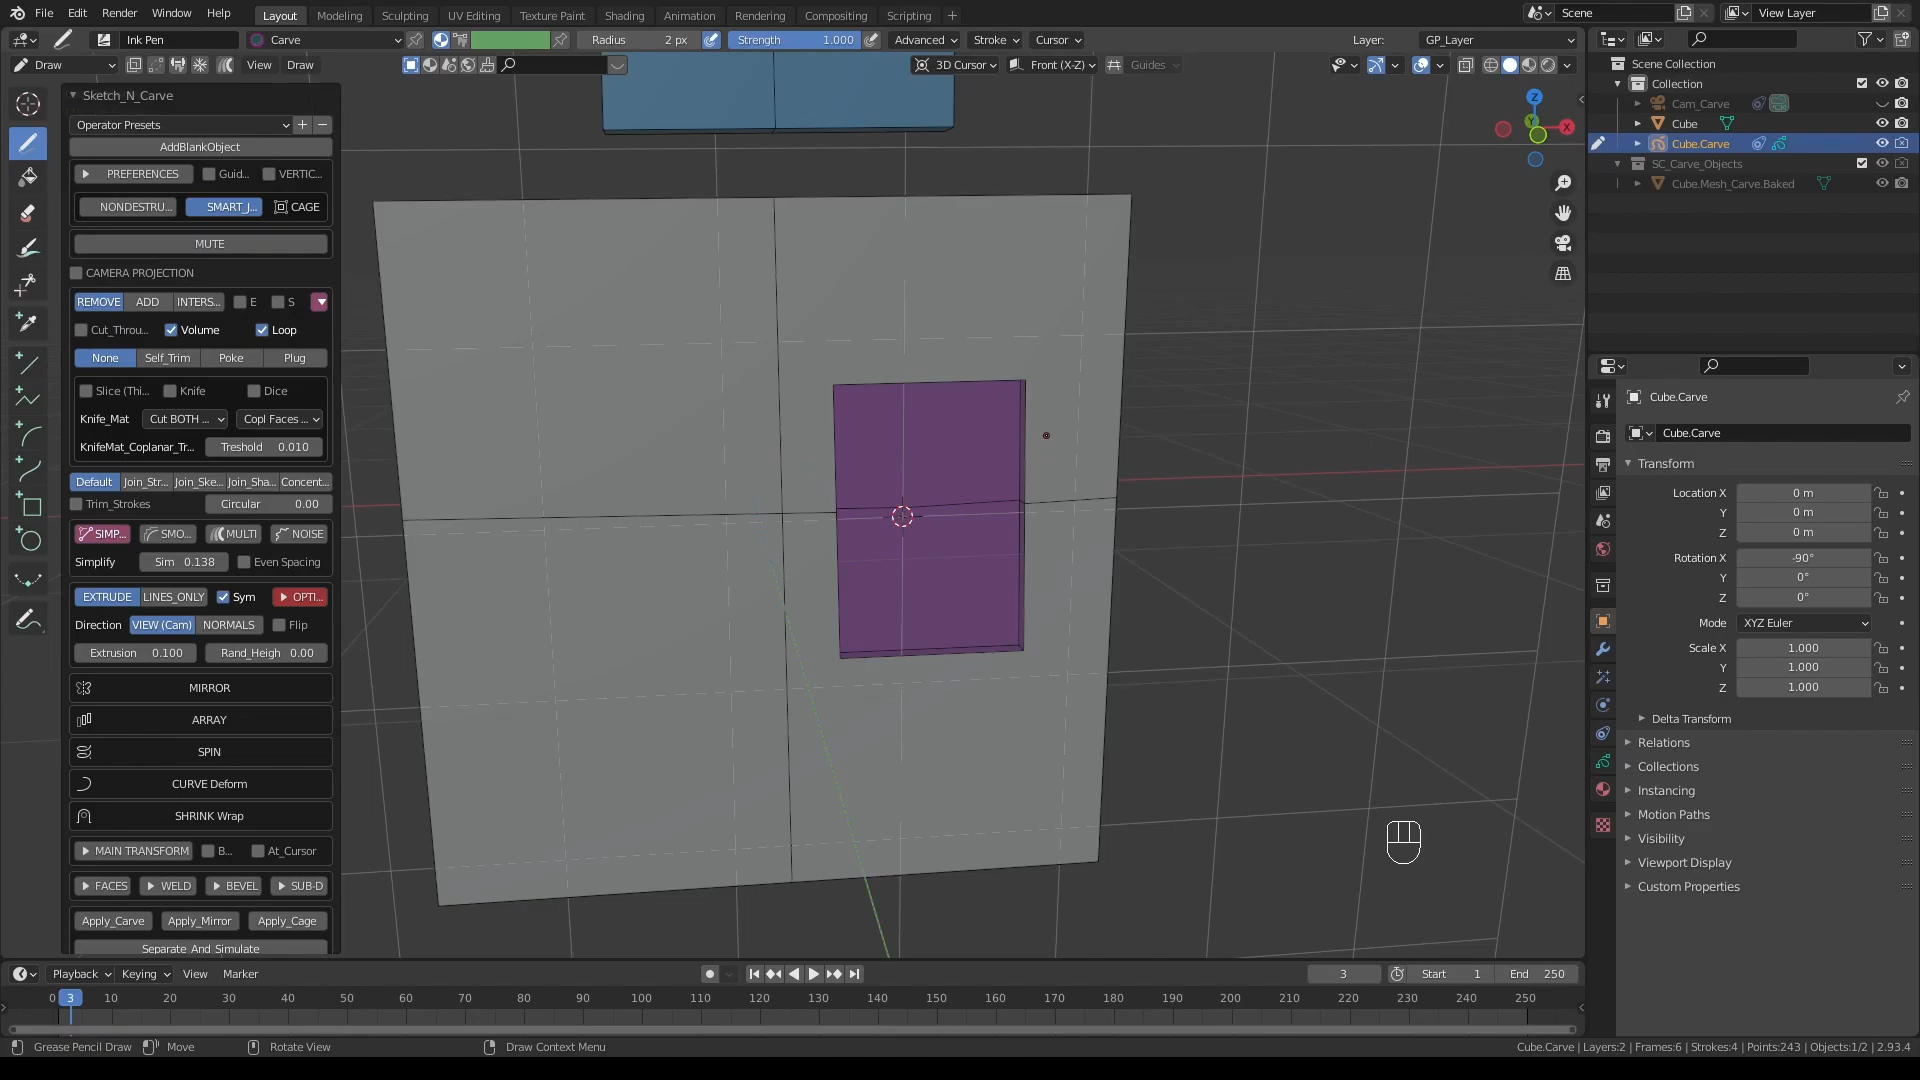 File Edit Render Window Help Layout Modeling Sculpting UV Editing Texture Paint Shading Animation Rendering Compositing Scripting + Scene View Layer
Ink Pen Carve Radius 2 px Strength 1.000 Advanced Stroke Cursor Layer: GP_Layer
Draw View Draw 3D Cursor Front (X-Z) Guides
Sketch_N_Carve
Operator Presets
AddBlankObject
PREFERENCES Guid... VERTIC...
NONDESTRU... SMART_J... CAGE
MUTE
CAMERA PROJECTION
REMOVE ADD INTERS... E S
Cut_Throu... Volume Loop
None Self_Trim Poke Plug
Slice (Thi... Knife Dice
Knife_Mat Cut BOTH ... Copl Faces ...
KnifeMat_Coplanar_Tr... Treshold 0.010
Default Join_Str... Join_Ske... Join_Sha... Concent...
Trim_Strokes Circular 0.00
SIMP... SMO... MULTI NOISE
Simplify Sim 0.138 Even Spacing
EXTRUDE LINES_ONLY Sym OPTI...
Direction VIEW (Cam) NORMALS Flip
Extrusion 0.100 Rand_Heigh 0.00
MIRROR
ARRAY
SPIN
CURVE Deform
SHRINK Wrap
MAIN TRANSFORM B... At_Cursor
FACES WELD BEVEL SUB-D
Apply_Carve Apply_Mirror Apply_Cage
Separate And Simulate
Z
Y
X
Scene Collection
Collection
Cam_Carve
Cube
Cube.Carve
SC_Carve_Objects
Cube.Mesh_Carve.Baked
Cube.Carve
Cube.Carve
Transform
Location X 0 m
Y 0 m
Z 0 m
Rotation X -90°
Y 0°
Z 0°
Mode XYZ Euler
Scale X 1.000
Y 1.000
Z 1.000
Delta Transform
Relations
Collections
Instancing
Motion Paths
Visibility
Viewport Display
Custom Properties
Playback Keying View Marker 3 Start 1 End 250
0 3 10 20 30 40 50 60 70 80 90 100 110 120 130 140 150 160 170 180 190 200 210 220 230 240 250
Grease Pencil Draw Move Rotate View Draw Context Menu Cube.Carve | Layers:2 | Frames:6 | Strokes:4 | Points:243 | Objects:1/2 | 2.93.4